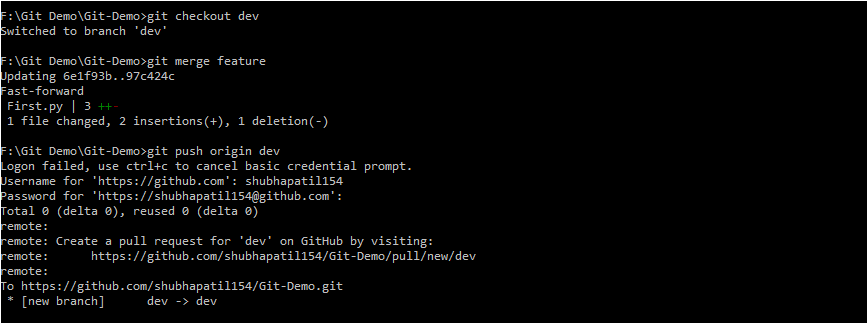 F:\Git Demo\Git-Demo>git checkout dev
Switched to branch 'dev'
F:\Git Demo\Git-Demo>git merge feature
Updating 6e1f93b..97c424c
Fast-forward
 First.py | 3 ++-
 1 file changed, 2 insertions(+), 1 deletion(-)
F:\Git Demo\Git-Demo>git push origin dev
Logon failed, use ctrl+c to cancel basic credential prompt.
Username for 'https://github.com': shubhapatil154
Password for 'https://shubhapatil154@github.com':
Total 0 (delta 0), reused 0 (delta 0)
remote:
remote: Create a pull request for 'dev' on GitHub by visiting:
remote:      https://github.com/shubhapatil154/Git-Demo/pull/new/dev
remote:
To https://github.com/shubhapatil154/Git-Demo.git
 * [new branch]      dev -> dev